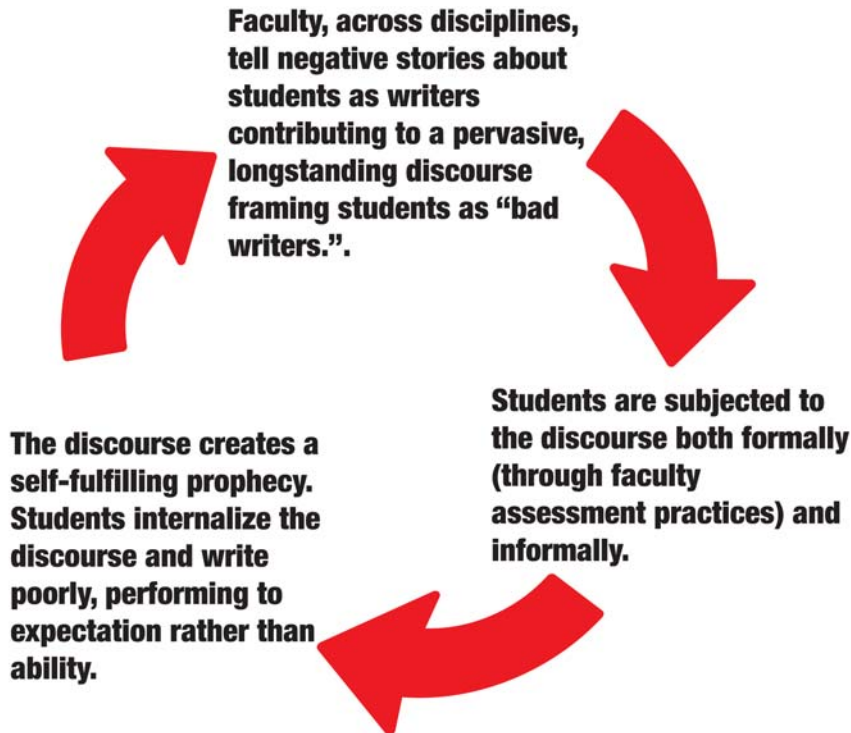 Faculty, across disciplines,
tell negative stories about
students as writers
contributing to a pervasive,
longstanding discourse
framing students as “bad
writers.”.
Students are subjected to
the discourse both formally
(through faculty
assessment practices) and
informally.
The discourse creates a
self-fulfilling prophecy.
Students internalize the
discourse and write
poorly, performing to
expectation rather than
ability.